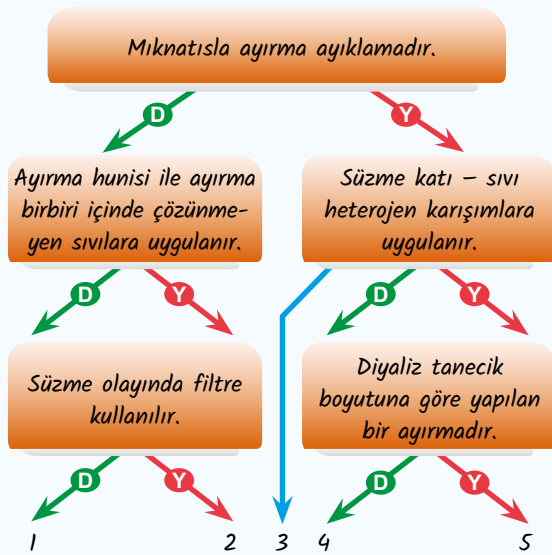 Mıknatısla ayırma ayıklamadır.
D
Y
Ayırma hunisi ile ayırma
birbiri içinde çözünme-
yen sıvılara uygulanır.
Süzme katı – sıvı
heterojen karışımlara
uygulanır.
D
Y
D
Y
Süzme olayında filtre
kullanılır.
Diyaliz tanecik
boyutuna göre yapılan
bir ayırmadır.
D
Y
D
Y
1
2
3
4
5